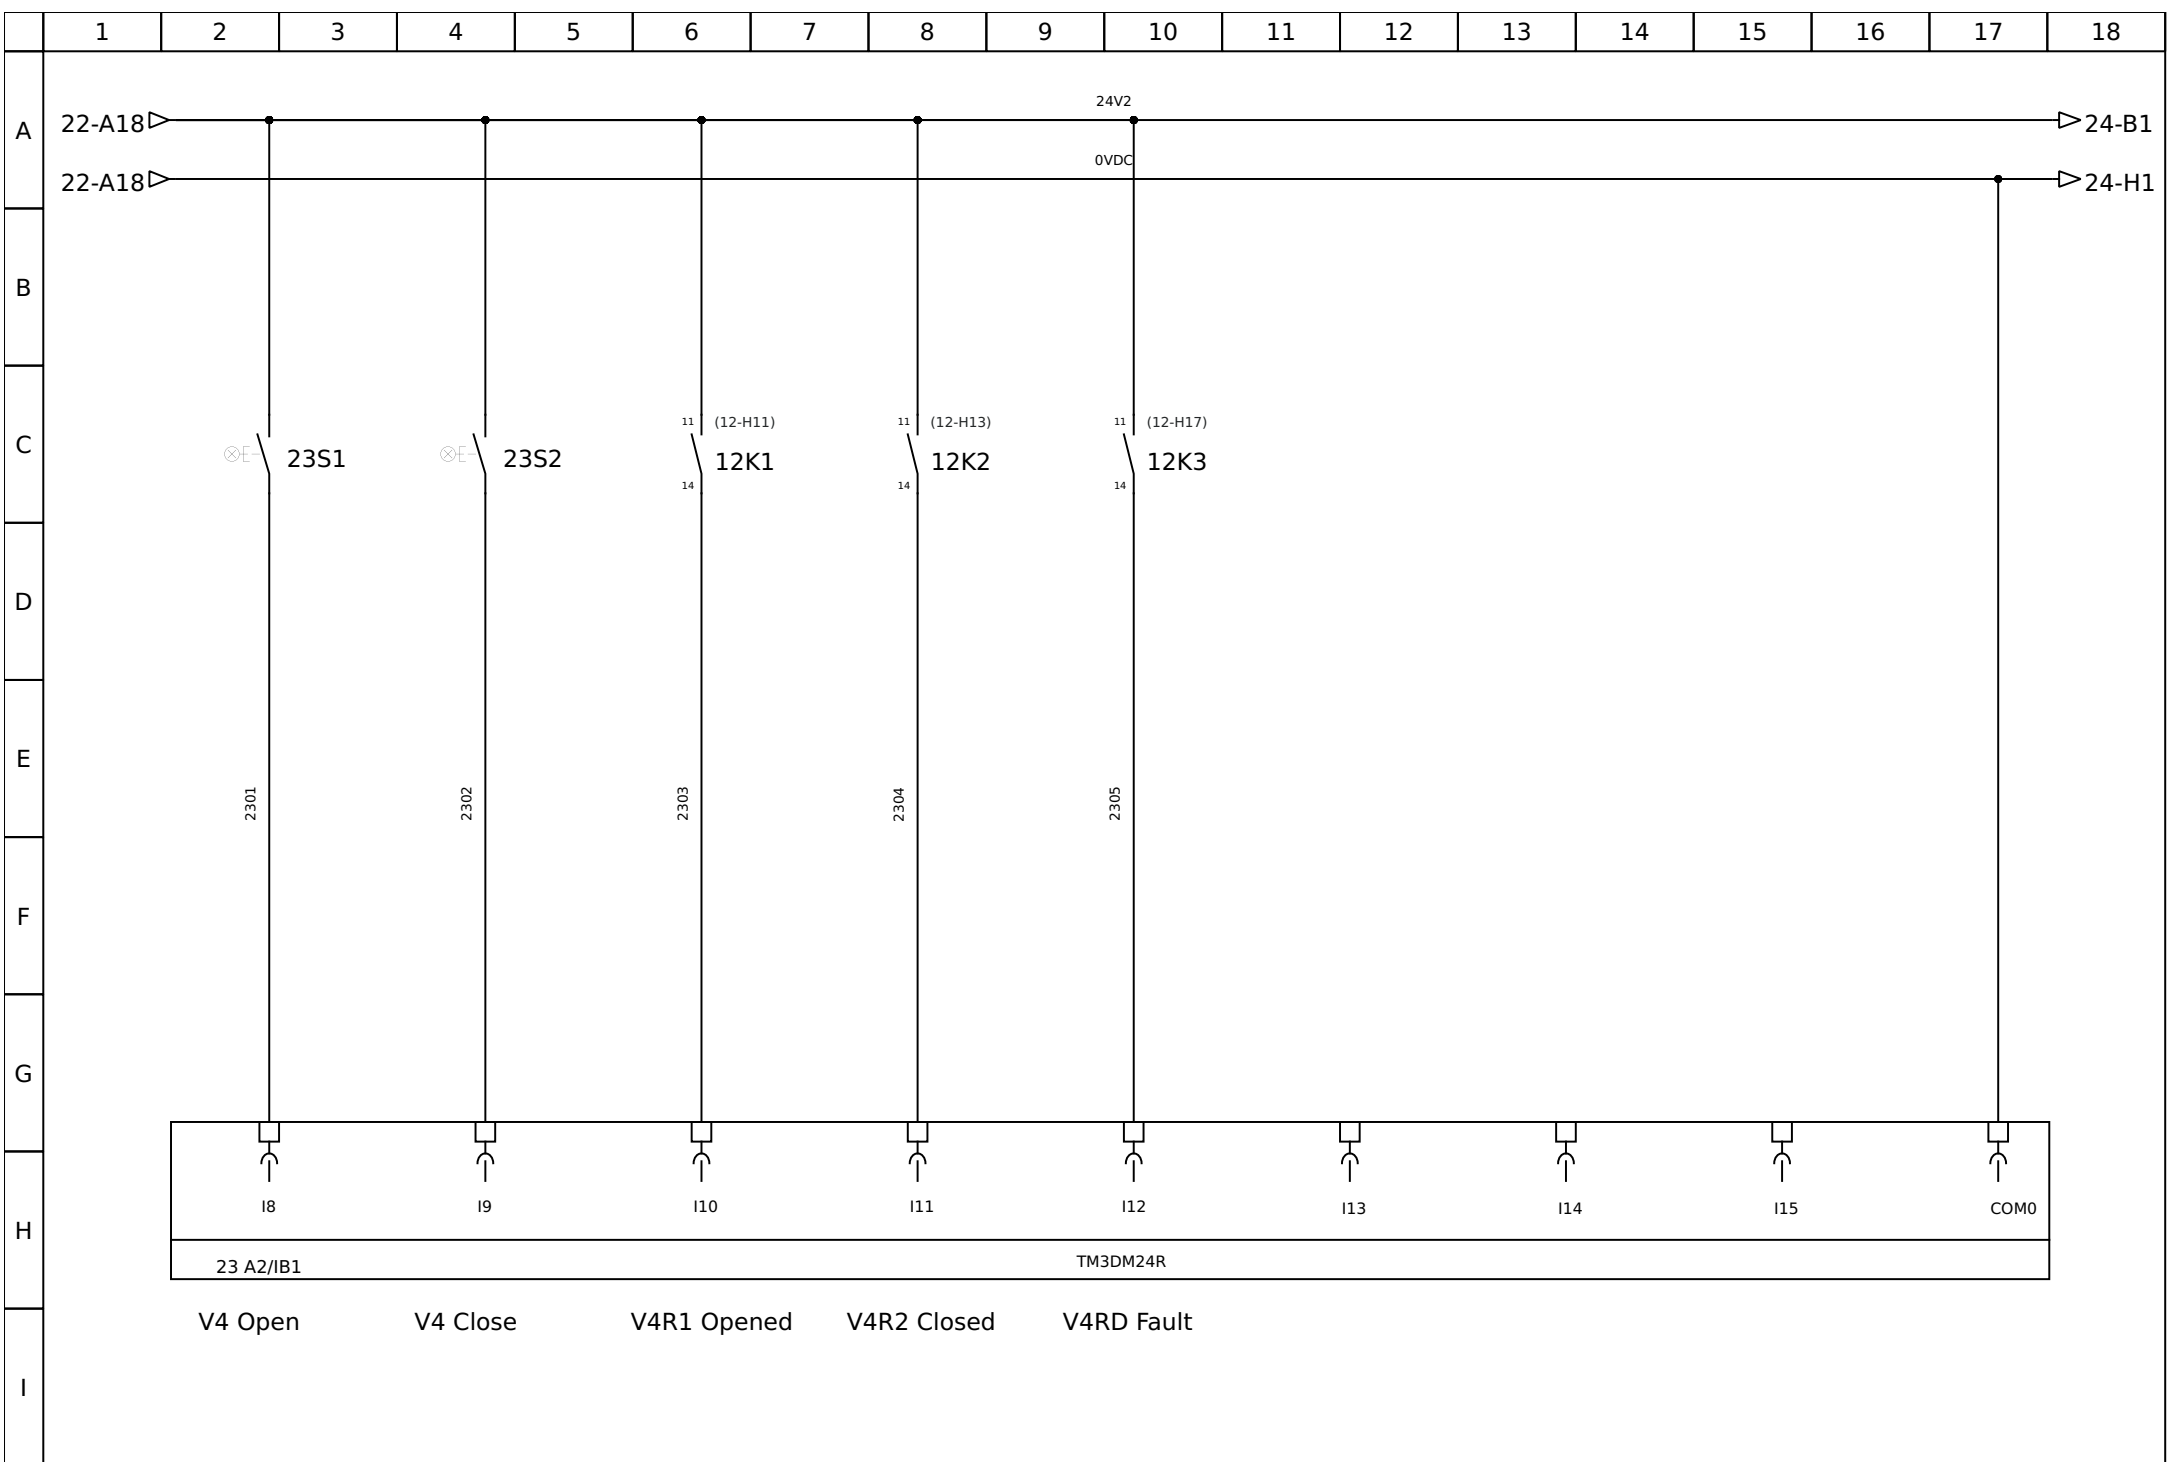 1 2 3 4 5 6 7 8 9 10 11 12 13 14 15 16 17 18
A
24V2
22-A18 24-B1
0VDC
22-A18 24-H1
B
C
11 (12-H11) 11 (12-H13) 11 (12-H17)
23S1 23S2 12K1 12K2 12K3
14 14 14
D
E
2301 2302 2303 2304 2305
F
G
H
I8 I9 I10 I11 I12 I13 I14 I15 COM0
23 A2/IB1 TM3DM24R
V4 Open V4 Close V4R1 Opened V4R2 Closed V4RD Fault
I